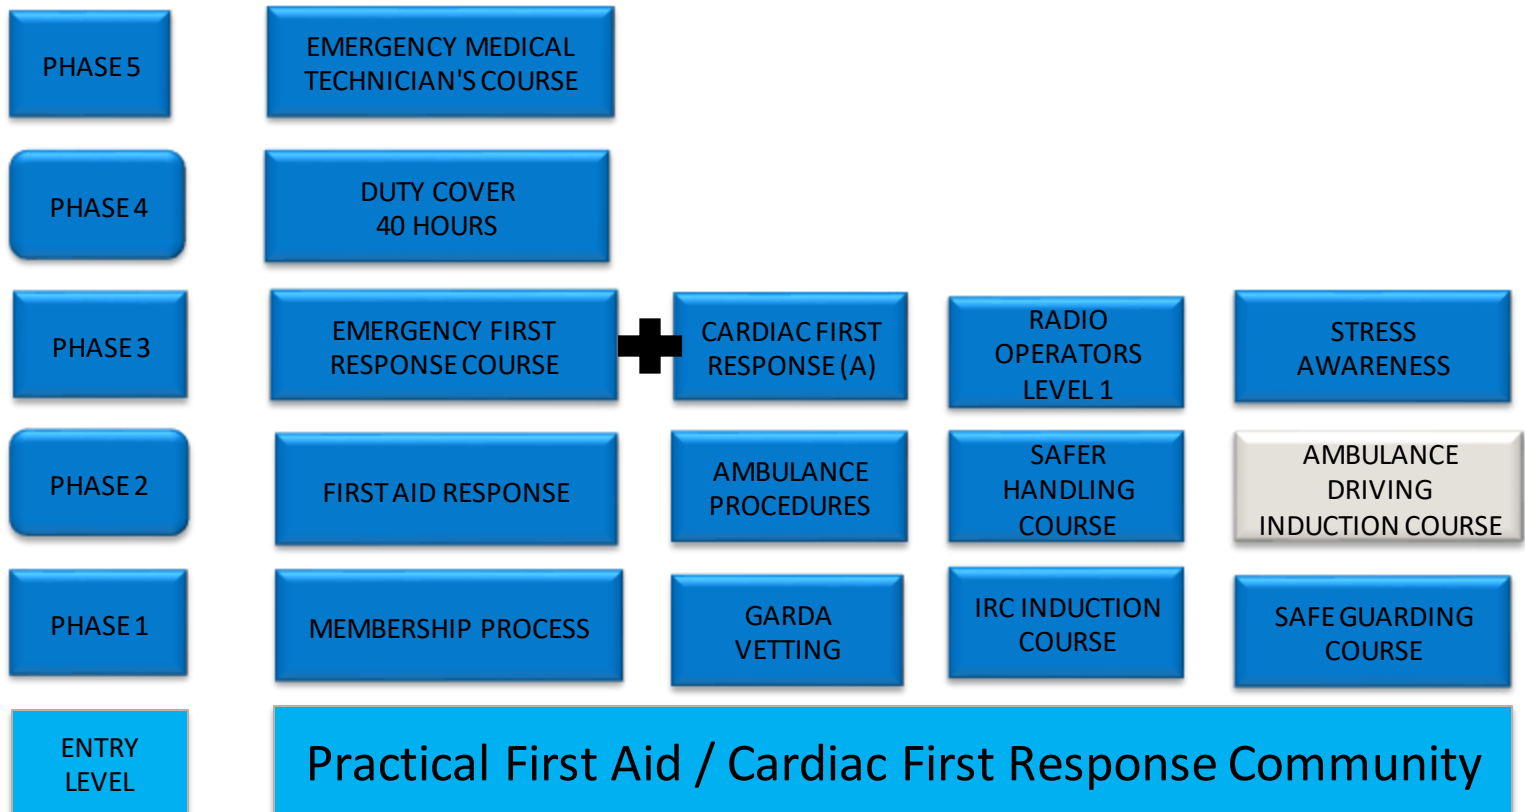 PHASE 5
EMERGENCY MEDICAL
TECHNICIAN'S COURSE
PHASE 4
DUTY COVER
40 HOURS
PHASE 3
EMERGENCY FIRST
RESPONSE COURSE
CARDIAC FIRST
RESPONSE (A)
RADIO
OPERATORS
LEVEL 1
STRESS
AWARENESS
PHASE 2
FIRST AID RESPONSE
AMBULANCE
PROCEDURES
SAFER
HANDLING
COURSE
AMBULANCE
DRIVING
INDUCTION COURSE
PHASE 1
MEMBERSHIP PROCESS
GARDA
VETTING
IRC INDUCTION
COURSE
SAFE GUARDING
COURSE
ENTRY
LEVEL
Practical First Aid / Cardiac First Response Community